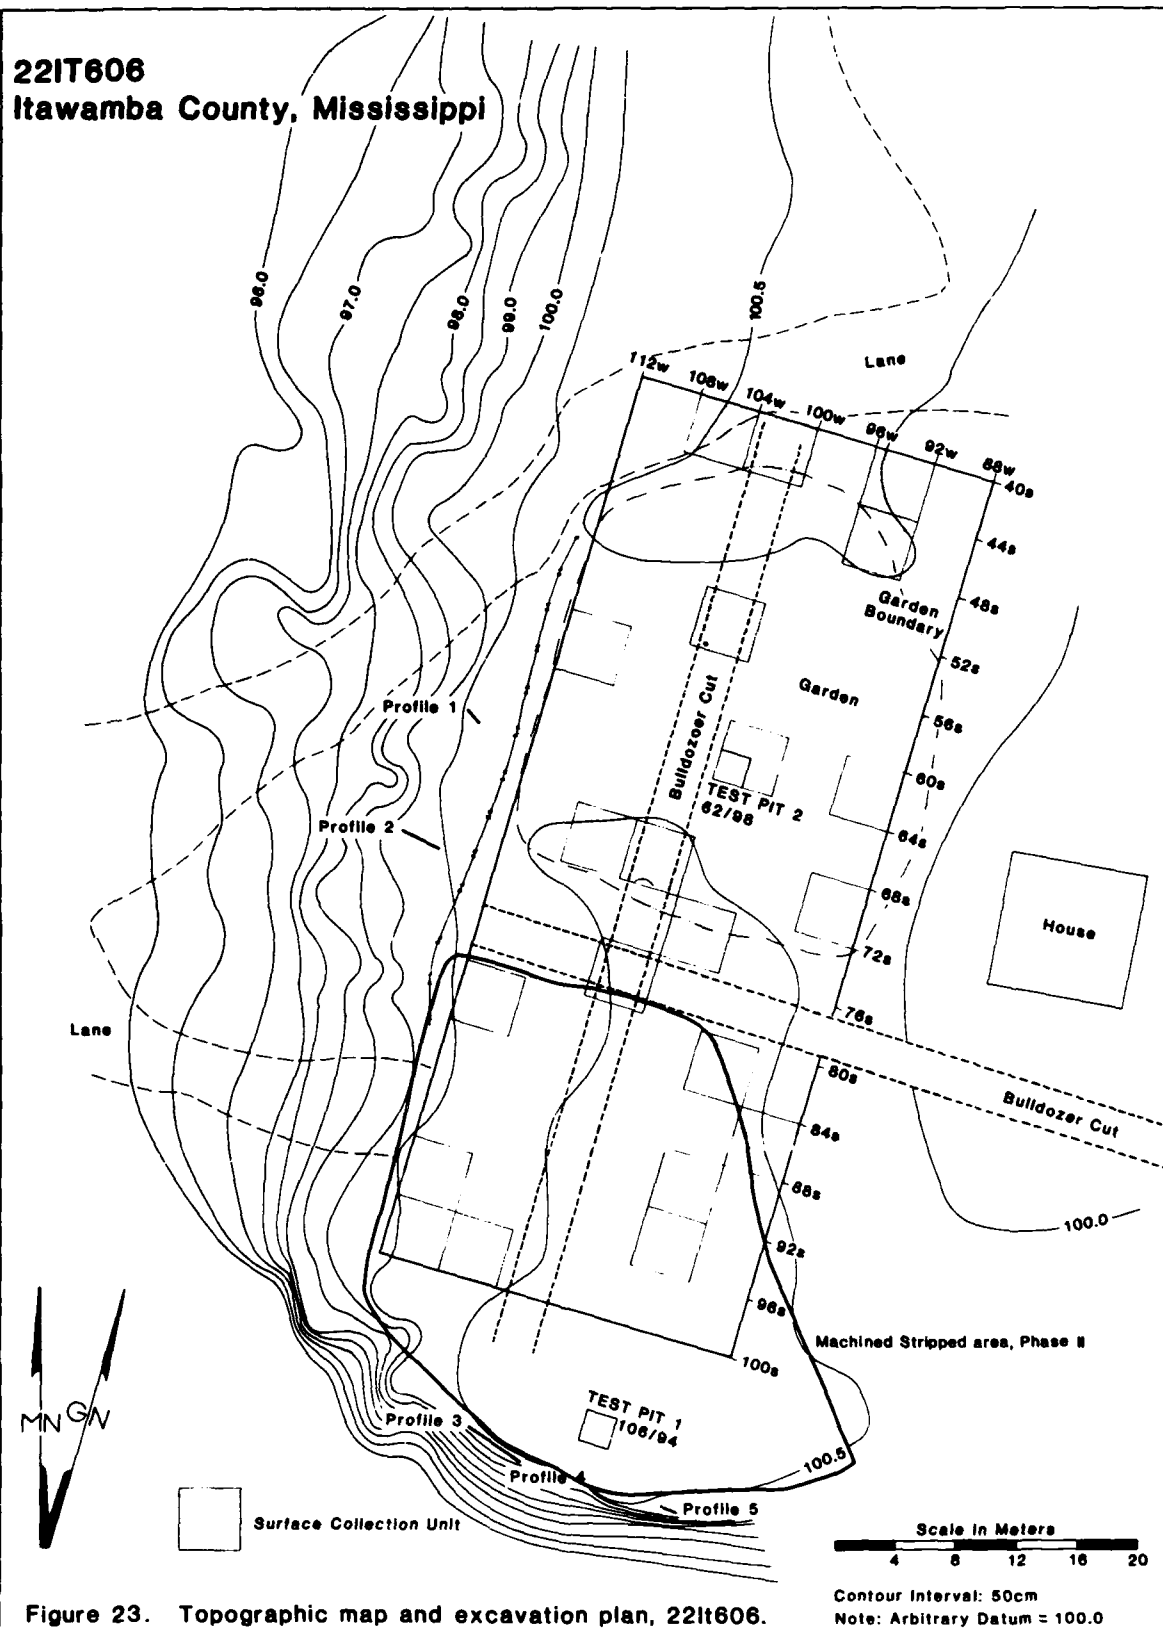 22IT606
Itawamba County, Mississippi
96.0
97.0
98.0
99.0
100.0
100.5
Lane
112w
108w
104w
100w
96w
92w
88w
40s
44s
48s
Garden
Boundary
52s
Garden
56s
Profile 1
Bulldozoer Cut
60s
TEST PIT 2
62/98
64s
Profile 2
68s
House
72s
76s
Lane
80s
Bulldozer Cut
84s
88s
100.0
92s
96s
Machined Stripped area, Phase II
100s
TEST PIT 1
106/94
MN GN
Profile 3
100.5
Profile 4
Profile 5
Surface Collection Unit
Scale in Meters
4 8 12 16 20
Contour Interval: 50cm
Note: Arbitrary Datum = 100.0
Figure 23. Topographic map and excavation plan, 22It606.